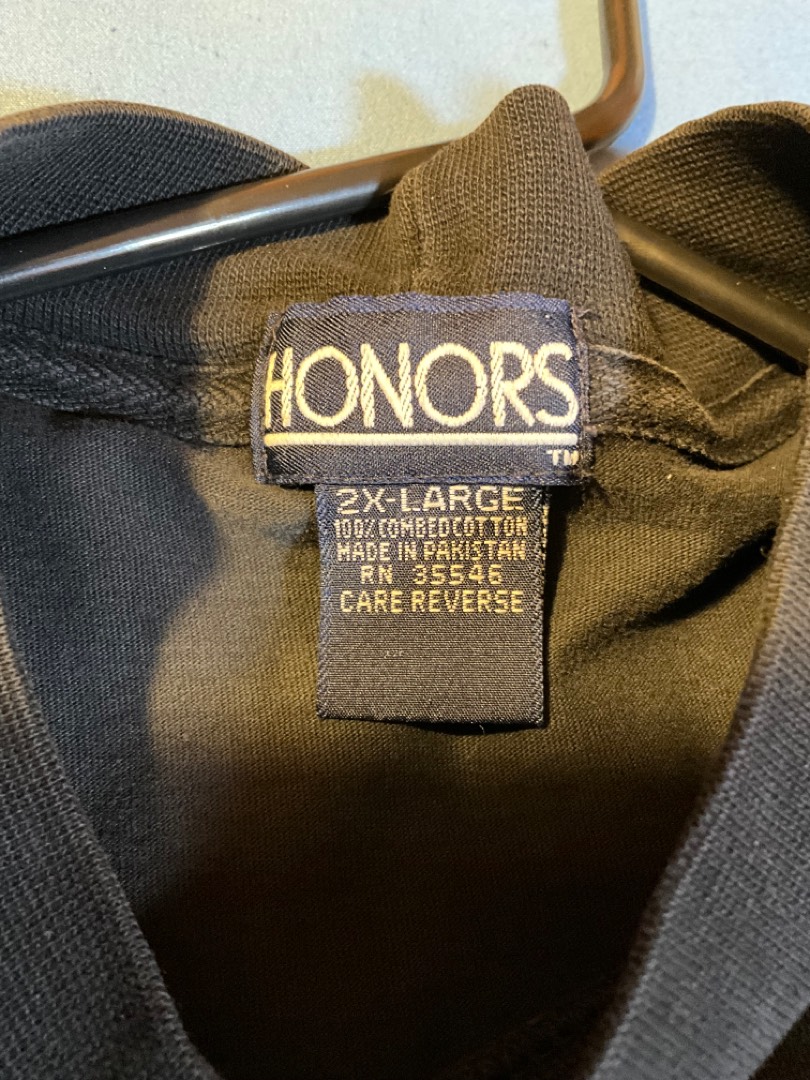 HONORS
TM
2X-LARGE
100% COMBED COTTON
MADE IN PAKISTAN
RN 35546
CARE REVERSE